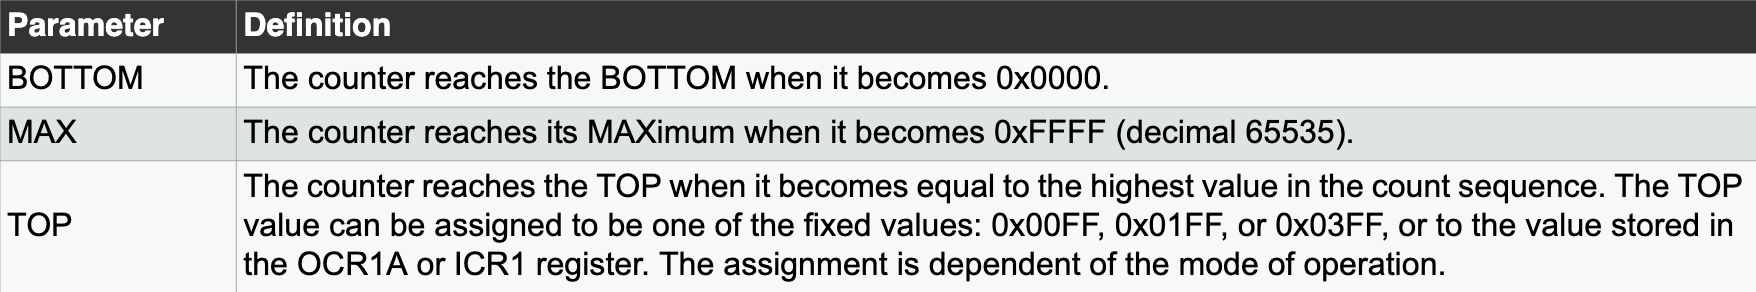 Parameter Definition
BOTTOM The counter reaches the BOTTOM when it becomes 0x0000.
MAX The counter reaches its MAXimum when it becomes 0xFFFF (decimal 65535).
The counter reaches the TOP when it becomes equal to the highest value in the count sequence. The TOP
TOP value can be assigned to be one of the fixed values: 0x00FF, 0x01FF, or 0x03FF, or to the value stored in
the OCR1A or ICR1 register. The assignment is dependent of the mode of operation.